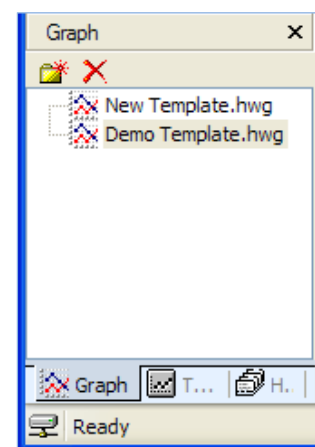 Graph
New Template.hwg
Demo Template.hwg
Graph T... H..
Ready